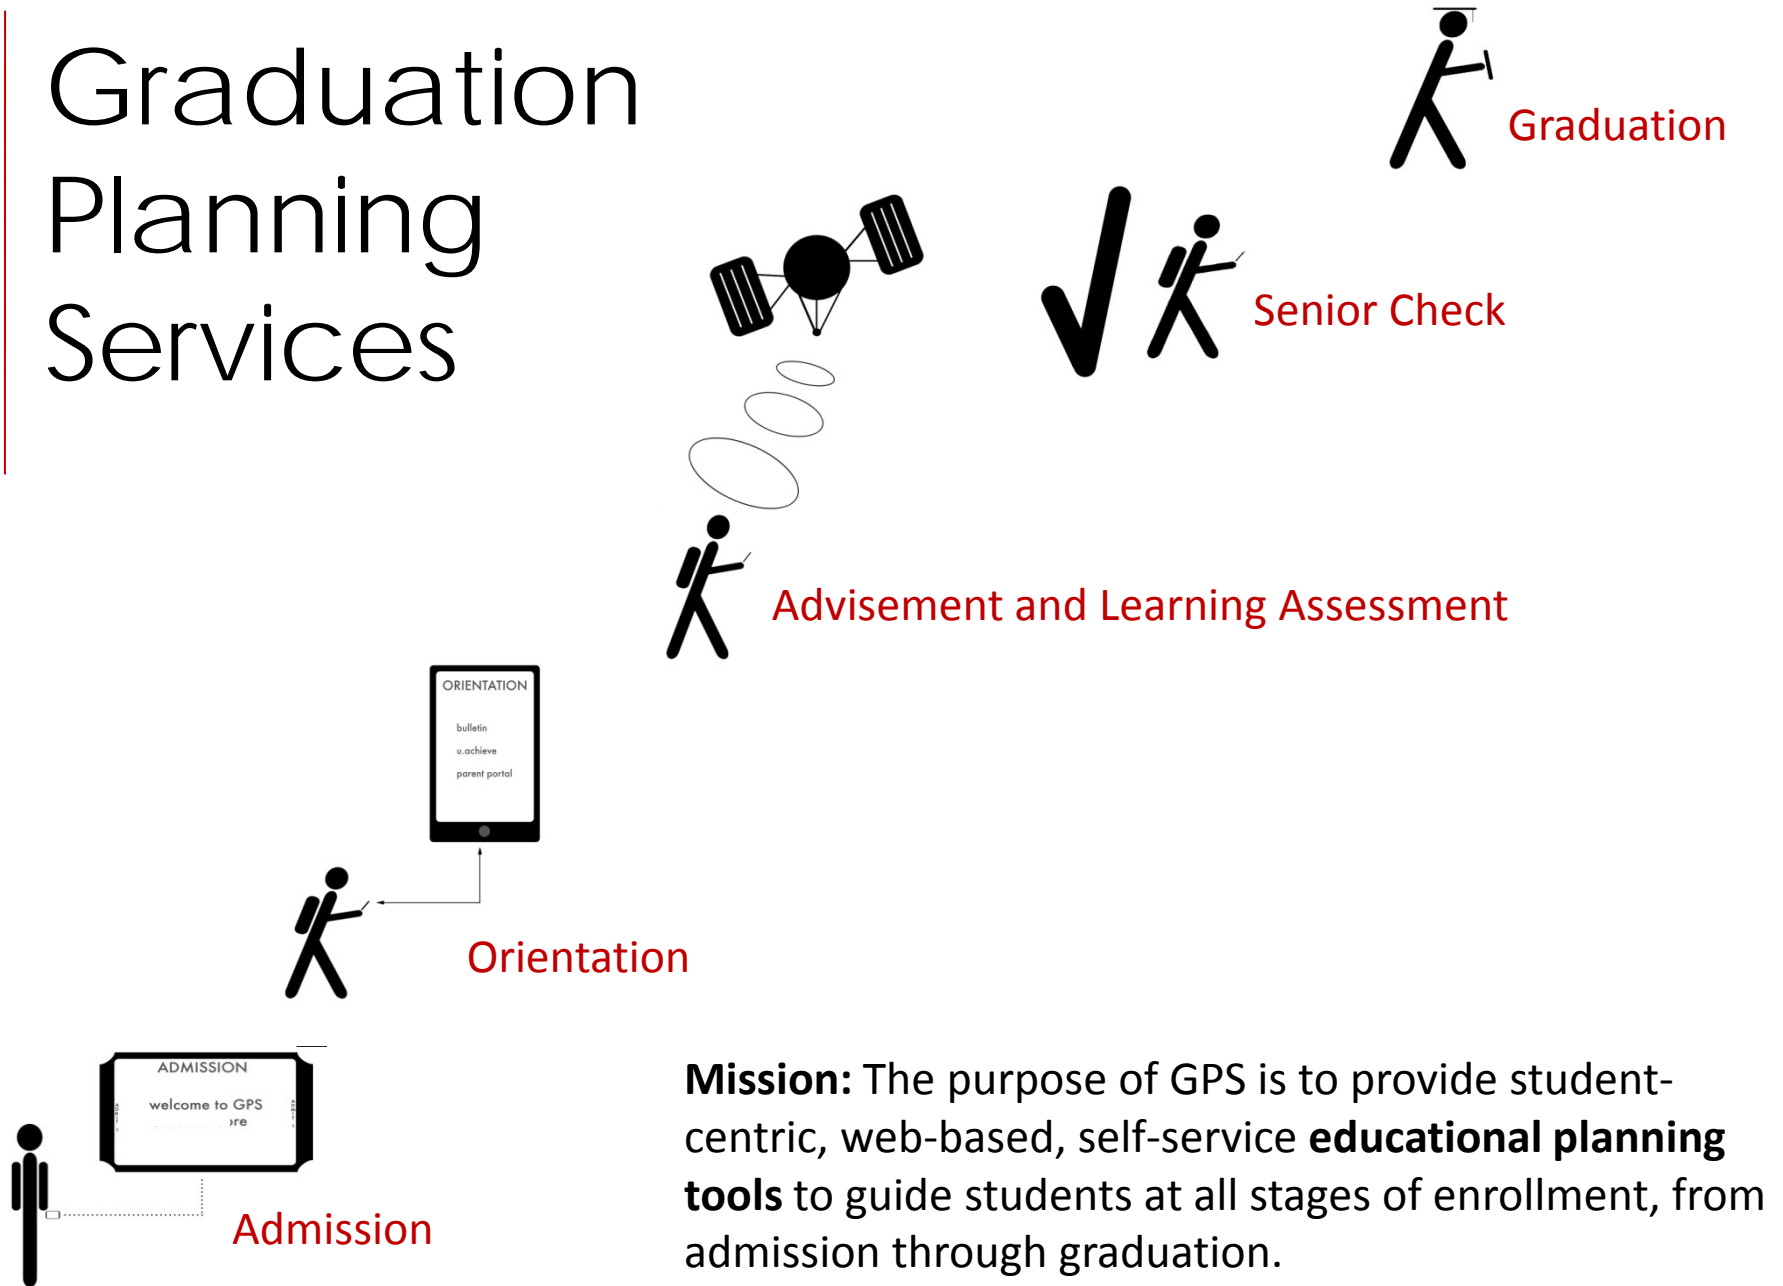 Graduation
Planning
Services
Graduation
Senior Check
Advisement and Learning Assessment
ORIENTATION
bulletin
u.achieve
parent portal
Orientation
ADMISSION
welcome to GPS
Admission
Mission: The purpose of GPS is to provide student-
centric, web-based, self-service educational planning
tools to guide students at all stages of enrollment, from
admission through graduation.